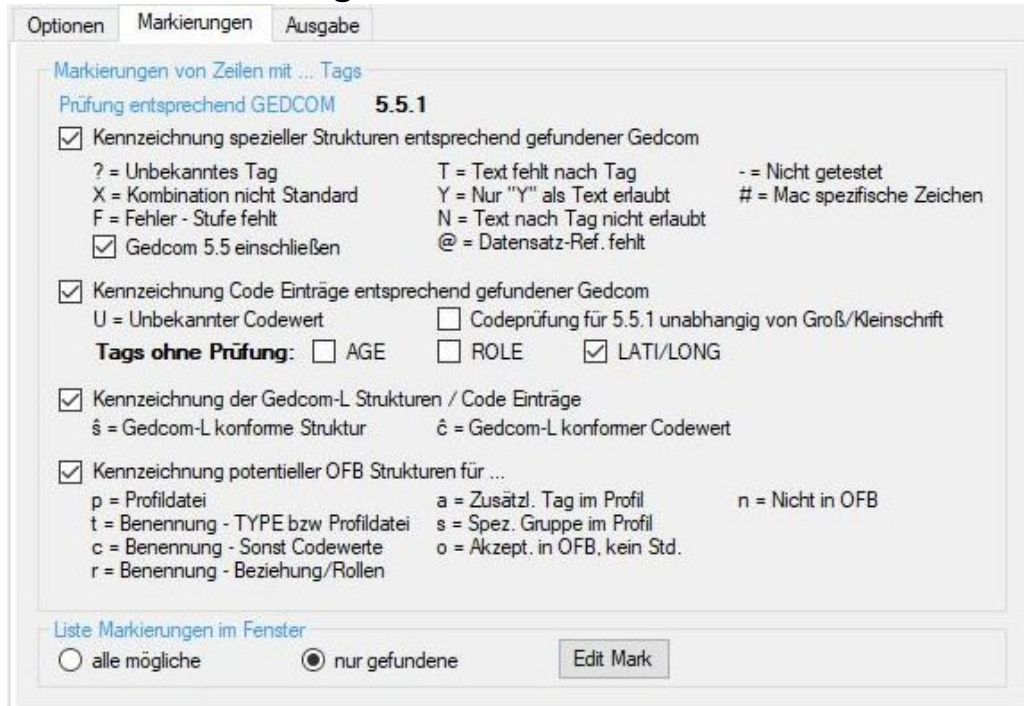 Optionen Markierungen Ausgabe
Markierungen von Zeilen mit ... Tags
Prüfung entsprechend GEDCOM 5.5.1
Kennzeichnung spezieller Strukturen entsprechend gefundener Gedcom
? = Unbekanntes Tag T = Text fehlt nach Tag - = Nicht getestet
X = Kombination nicht Standard Y = Nur "Y" als Text erlaubt # = Mac spezifische Zeichen
F = Fehler - Stufe fehlt N = Text nach Tag nicht erlaubt
Gedcom 5.5 einschließen @ = Datensatz-Ref. fehlt
Kennzeichnung Code Einträge entsprechend gefundener Gedcom
U = Unbekannter Codewert Codeprüfung für 5.5.1 unabhangig von Groß/Kleinschrift
Tags ohne Prüfung: AGE ROLE LATI/LONG
Kennzeichnung der Gedcom-L Strukturen / Code Einträge
ŝ = Gedcom-L konforme Struktur ĉ = Gedcom-L konformer Codewert
Kennzeichnung potentieller OFB Strukturen für ...
p = Profildatei a = Zusätzl. Tag im Profil n = Nicht in OFB
t = Benennung - TYPE bzw Profildatei s = Spez. Gruppe im Profil
c = Benennung - Sonst Codewerte o = Akzept. in OFB, kein Std.
r = Benennung - Beziehung/Rollen
Liste Markierungen im Fenster
alle mögliche nur gefundene Edit Mark